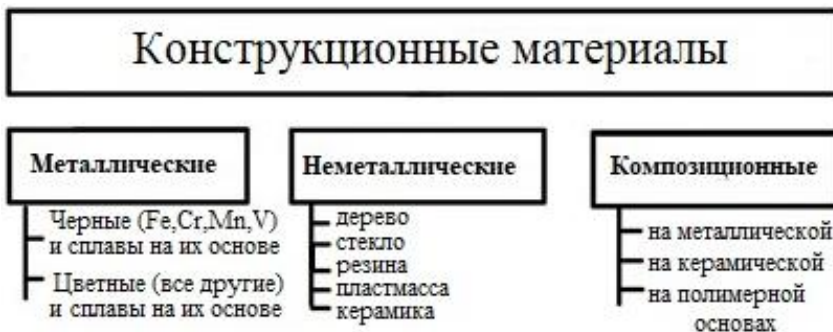 Конструкционные материалы
Металлические
Черные (Fe,Cr,Mn,V)
и сплавы на их основе
Цветные (все другие)
и сплавы на их основе
Неметаллические
дерево
стекло
резина
пластмасса
керамика
Композиционные
на металлической
на керамической
на полимерной
основах